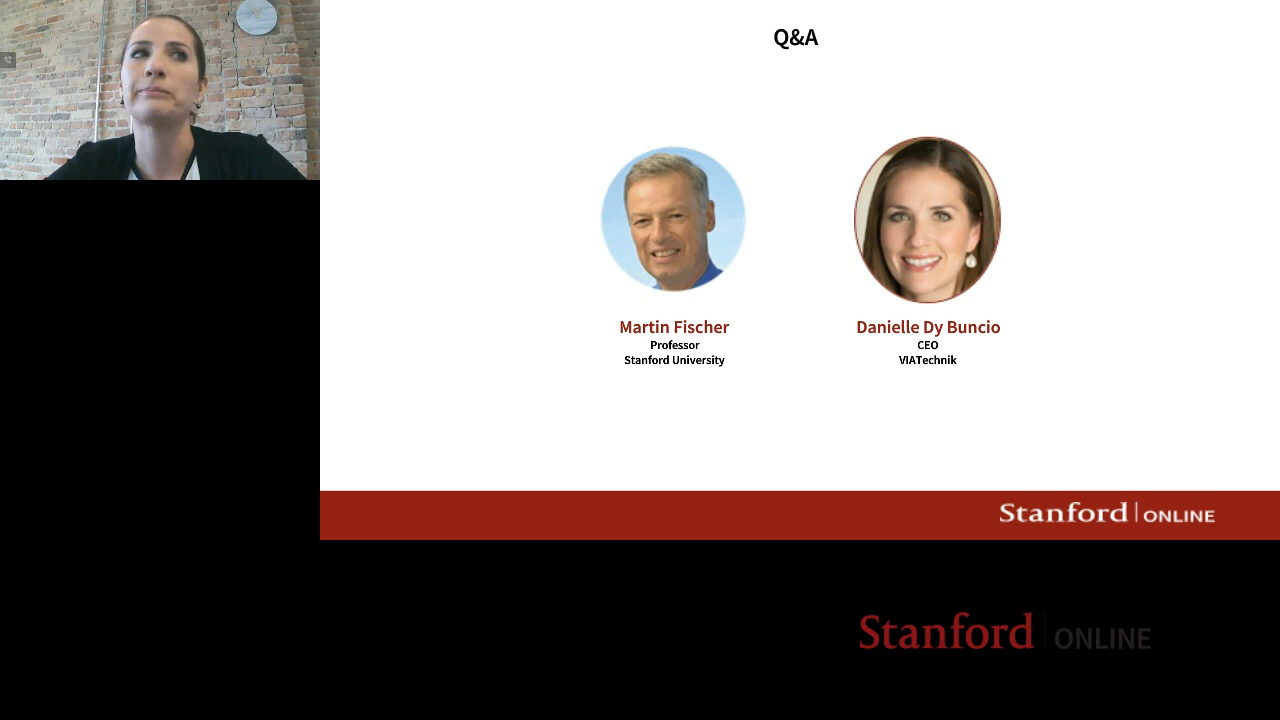 Q&A
Martin Fischer
Professor
Stanford University
Danielle Dy Buncio
CEO
VIATechnik
Stanford | ONLINE
Stanford | ONLINE